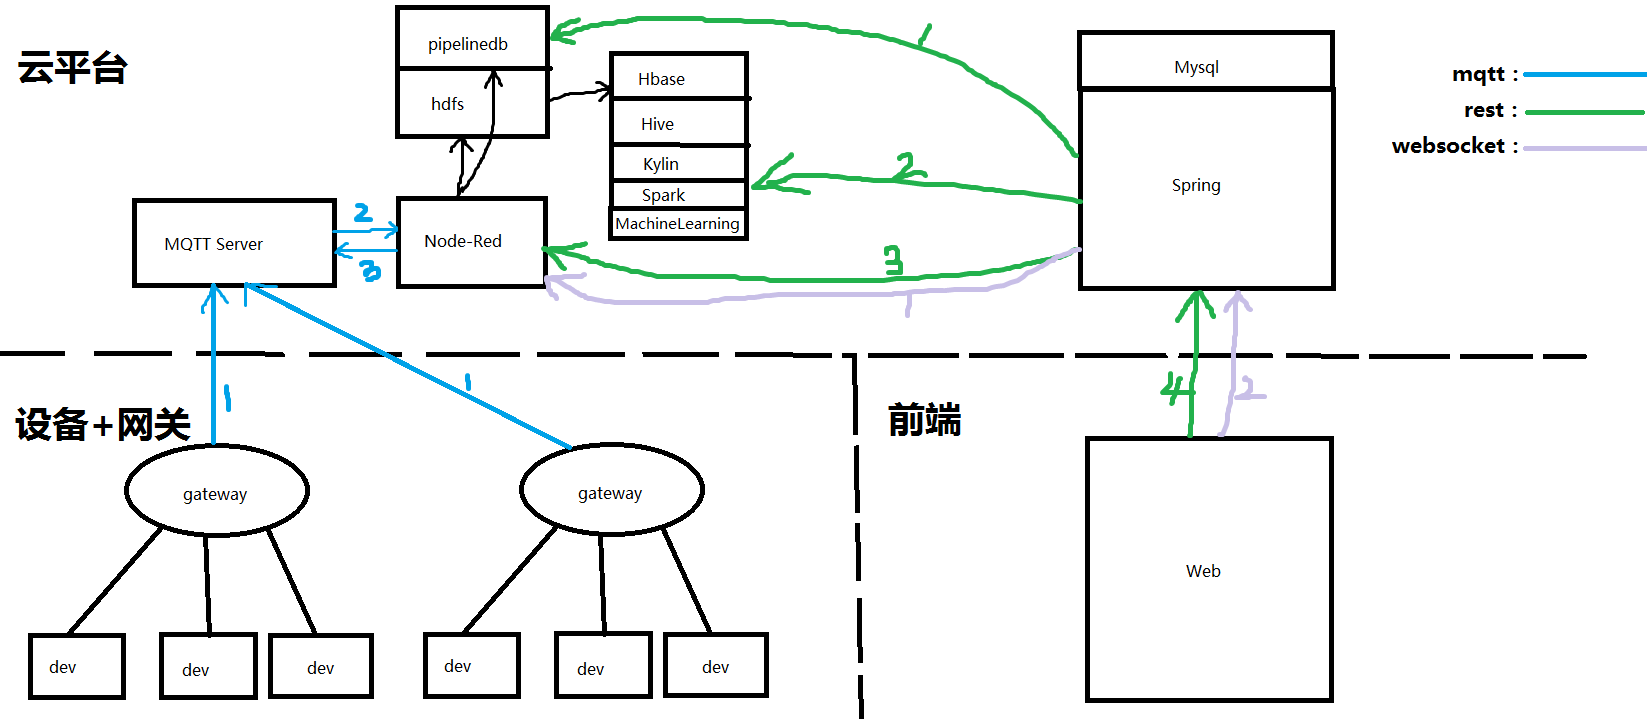 云平台
pipelinedb
hdfs
Hbase
Hive
Kylin
Spark
MachineLearning
Mysql
Spring
mqtt：
rest：
websocket：
1
2
MQTT Server
2
3
Node-Red
3
1
1
1
4
2
设备+网关
前端
gateway
gateway
Web
dev
dev
dev
dev
dev
dev